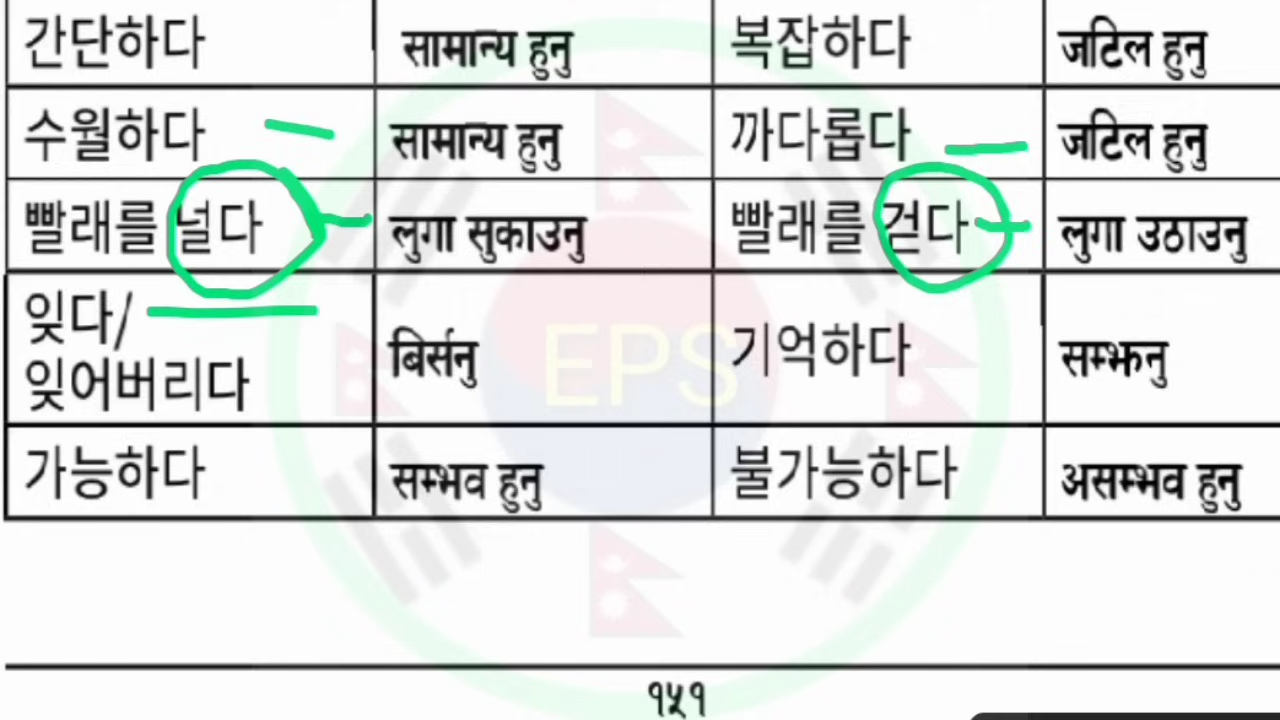 간단하다 सामान्य हुनु 복잡하다 जटिल हुनु
수월하다 सामान्य हुनु 까다롭다 जटिल हुनु
빨래를 널다 लुगा सुकाउनु 빨래를 걷다 लुगा उठाउनु
잊다/
잊어버리다 बिर्सनु 기억하다 सम्झनु
가능하다 सम्भव हुनु 불가능하다 असम्भव हुनु
EPS
१५१